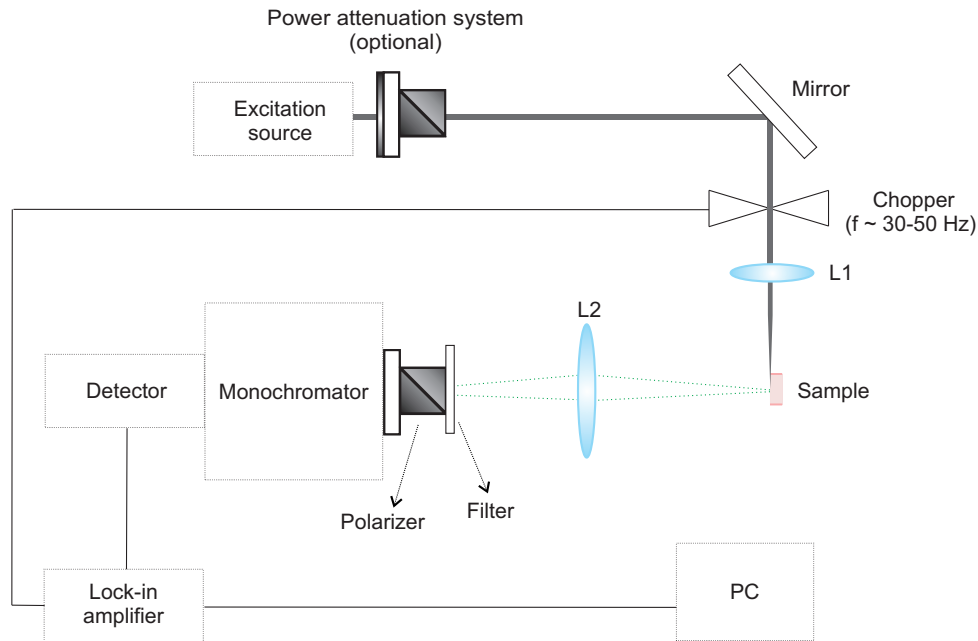 Power attenuation system
(optional)
Excitation
source
Mirror
Chopper
(f ~ 30-50 Hz)
L1
L2
Detector
Monochromator
Sample
Polarizer
Filter
Lock-in
amplifier
PC